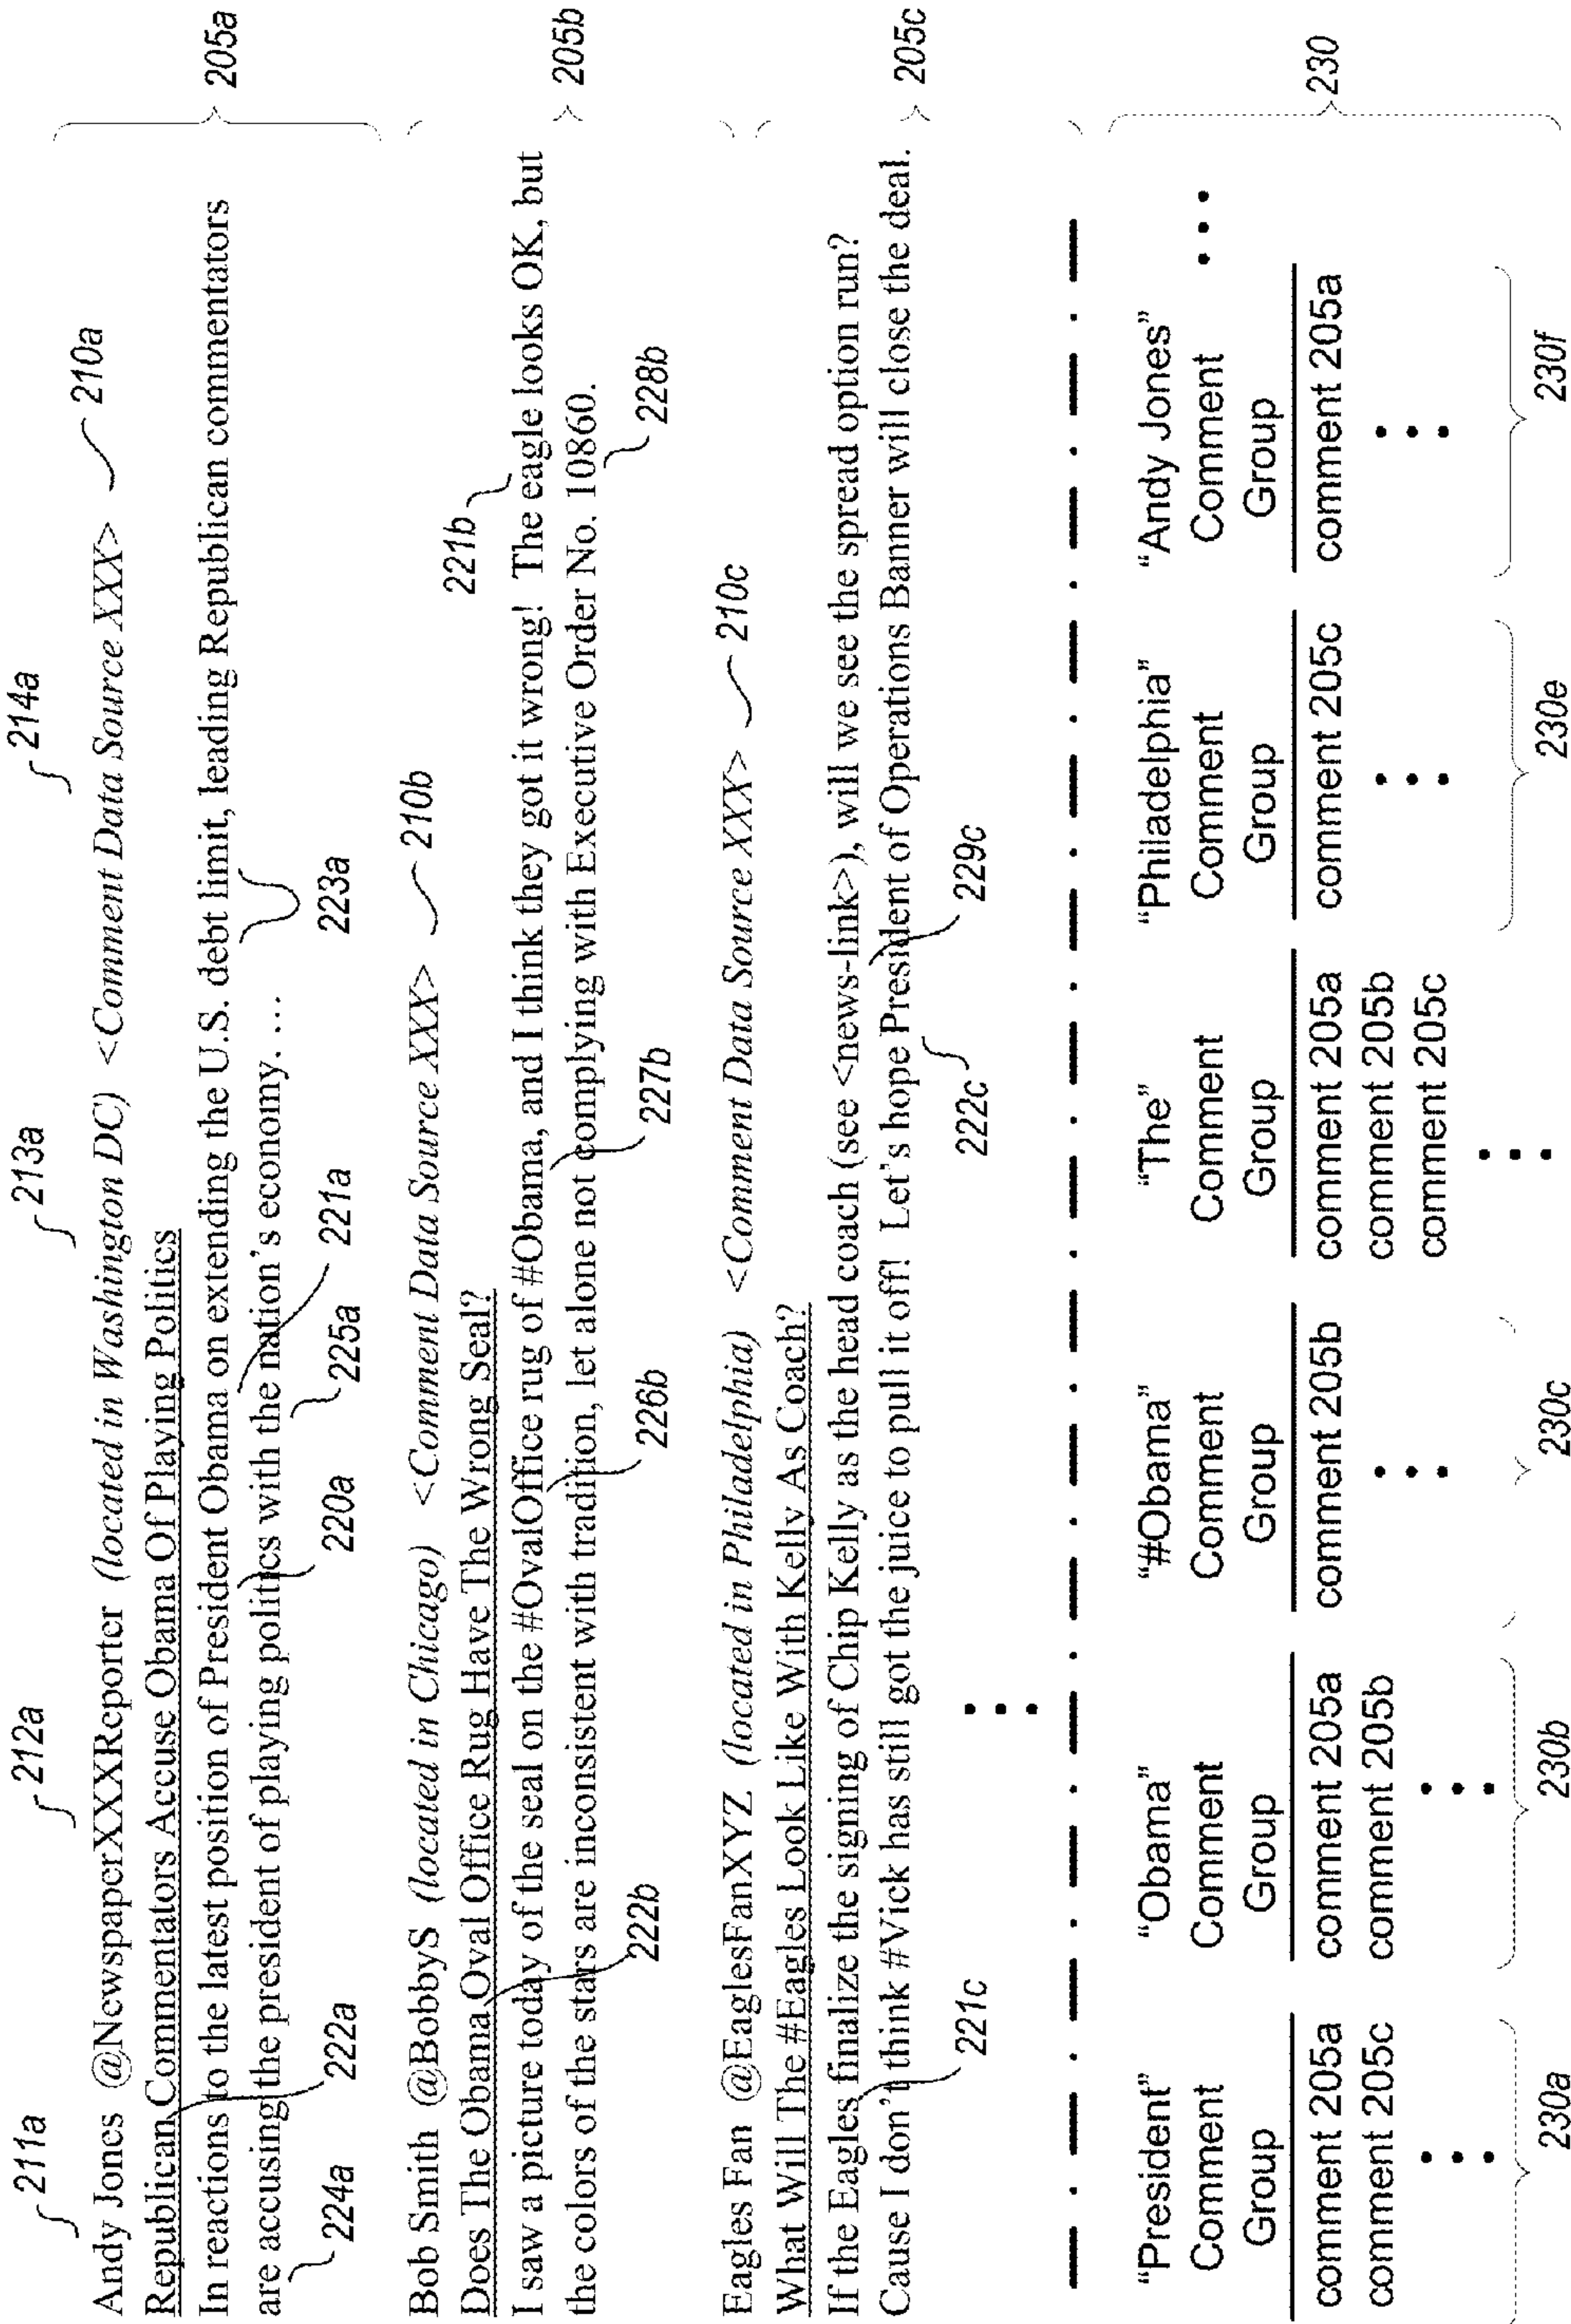 211a 212a 213a 214a
Andy Jones @NewspaperXXXReporter (located in Washington DC) <Comment Data Source XXX> 210a
Republican Commentators Accuse Obama Of Playing Politics
In reactions to the latest position of President Obama on extending the U.S. debt limit, leading Republican commentators
are accusing the president of playing politics with the nation's economy. …
224a 222a 220a 225a 221a 223a
205a
Bob Smith @BobbyS (located in Chicago) <Comment Data Source XXX> 210b
Does The Obama Oval Office Rug Have The Wrong Seal?
221b
I saw a picture today of the seal on the #OvalOffice rug of #Obama, and I think they got it wrong! The eagle looks OK, but
the colors of the stars are inconsistent with tradition, let alone not complying with Executive Order No. 10860.
222b 226b 227b 228b
205b
Eagles Fan @EaglesFanXYZ (located in Philadelphia) <Comment Data Source XXX> 210c
What Will The #Eagles Look Like With Kelly As Coach?
If the Eagles finalize the signing of Chip Kelly as the head coach (see <news-link>), will we see the spread option run?
Cause I don't think #Vick has still got the juice to pull it off! Let's hope President of Operations Banner will close the deal.
221c 222c 229c
205c
"President" "Obama" "#Obama" "The" "Philadelphia" "Andy Jones"
Comment Comment Comment Comment Comment Comment
Group Group Group Group Group Group
comment 205a comment 205a comment 205b comment 205a comment 205c comment 205a
comment 205c comment 205b comment 205b
comment 205c
230a 230b 230c 230e 230f
230